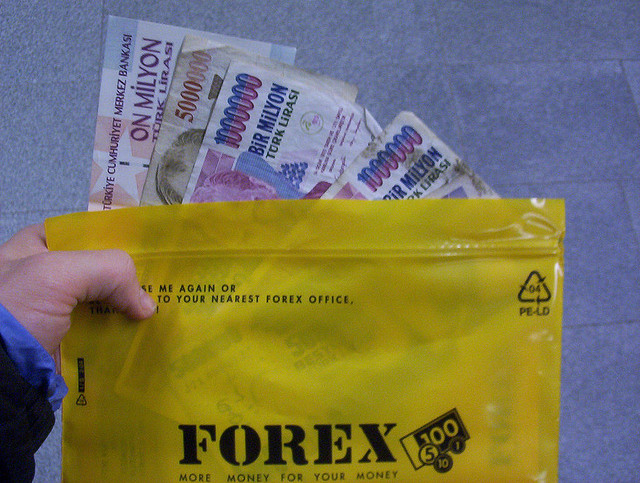 TÜRKİYE CUMHURİYET MERKEZ BANKASI
ON MİLYON
TÜRK LİRASI
5000000
1000000
BİR MİLYON
TÜRK LİRASI
1000000
BİR MİLYON
LİRASI
ME AGAIN OR
TO YOUR NEAREST FOREX OFFICE,
04
PE-LD
FOREX
100
5
10
1
MORE MONEY FOR YOUR MONEY